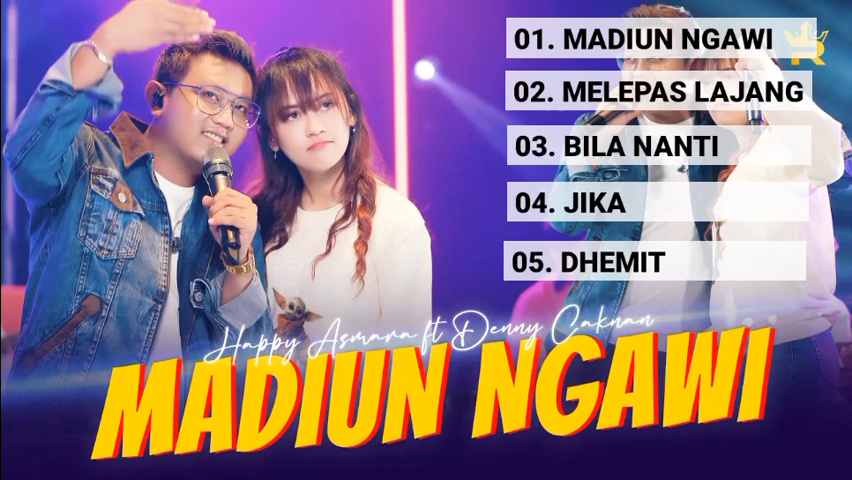 01. MADIUN NGAWI
02. MELEPAS LAJANG
03. BILA NANTI
04. JIKA
05. DHEMIT
Happy Asmara ft Denny Caknan
MADIUN NGAWI
R